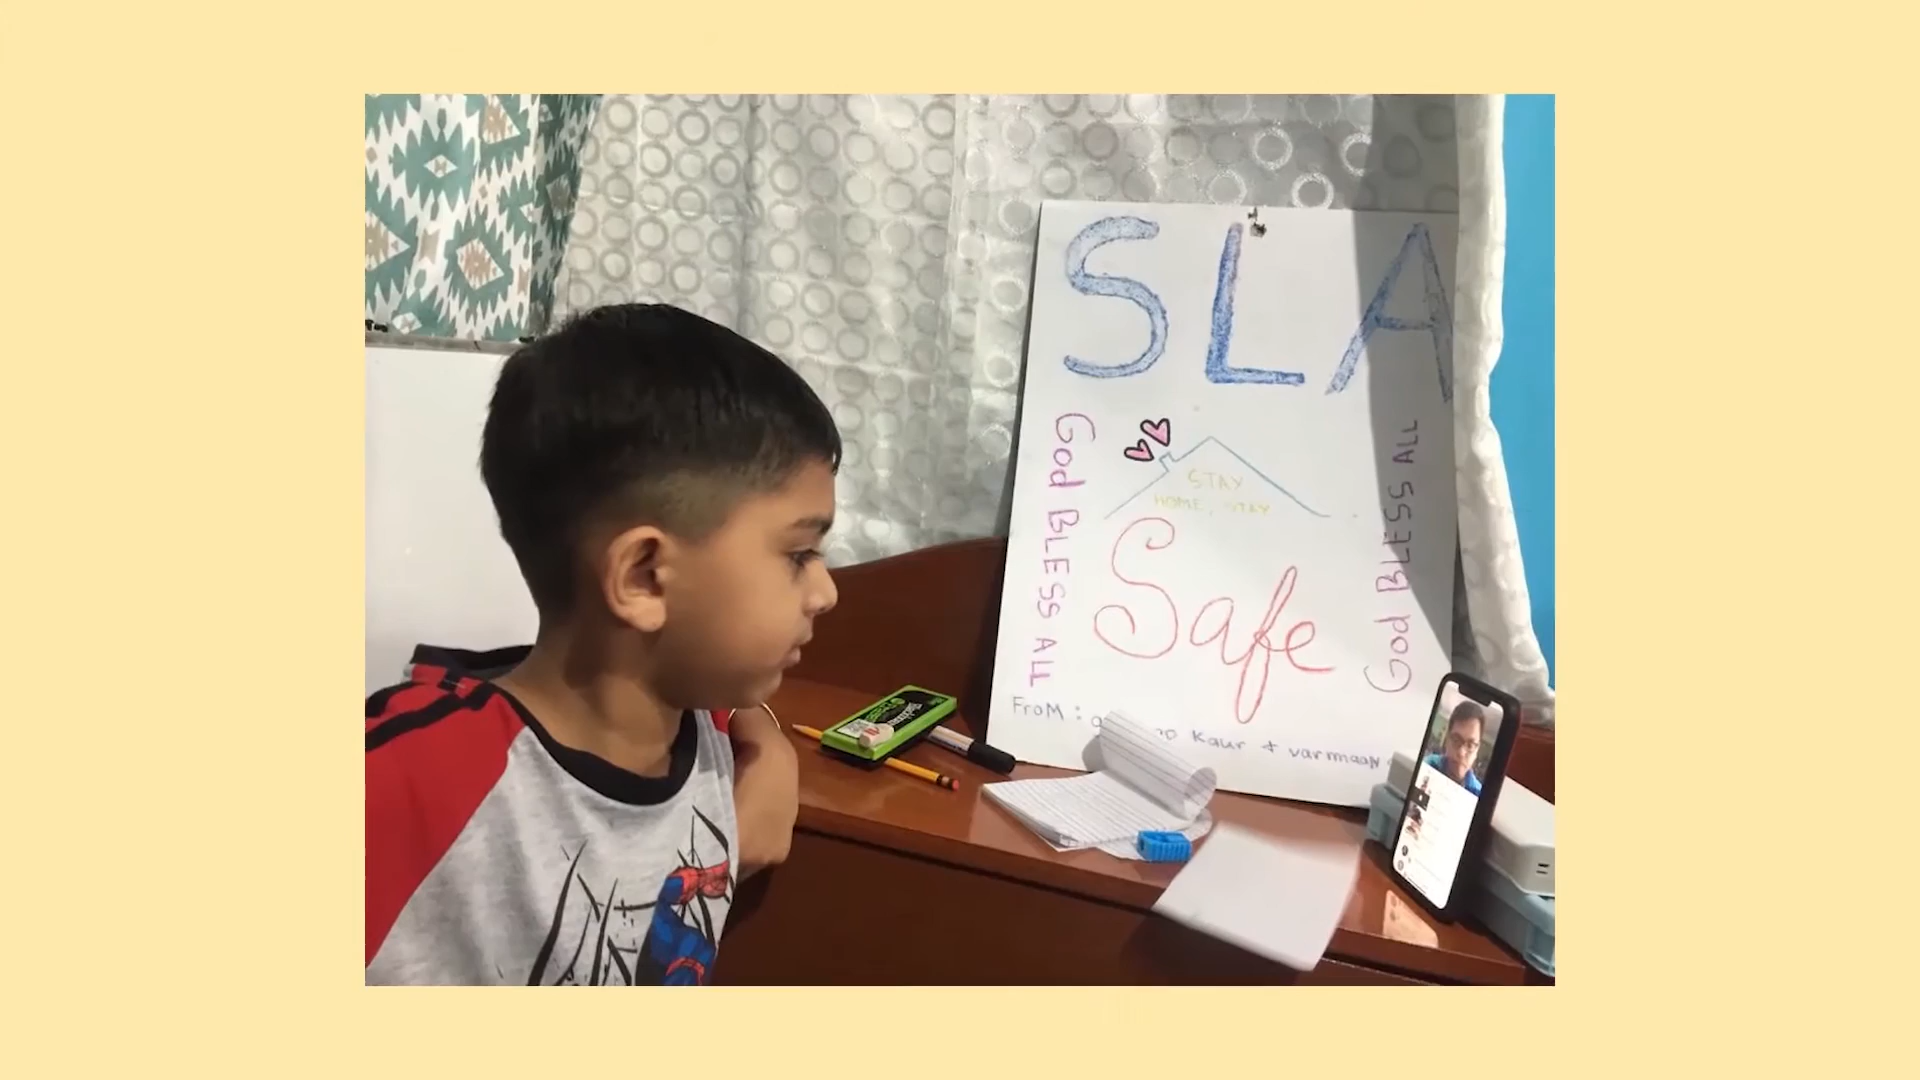 SLA
God BLESS ALL
STAY
HOME, STAY
Safe
God BLESS ALL
FroM : Kaur + varmaan